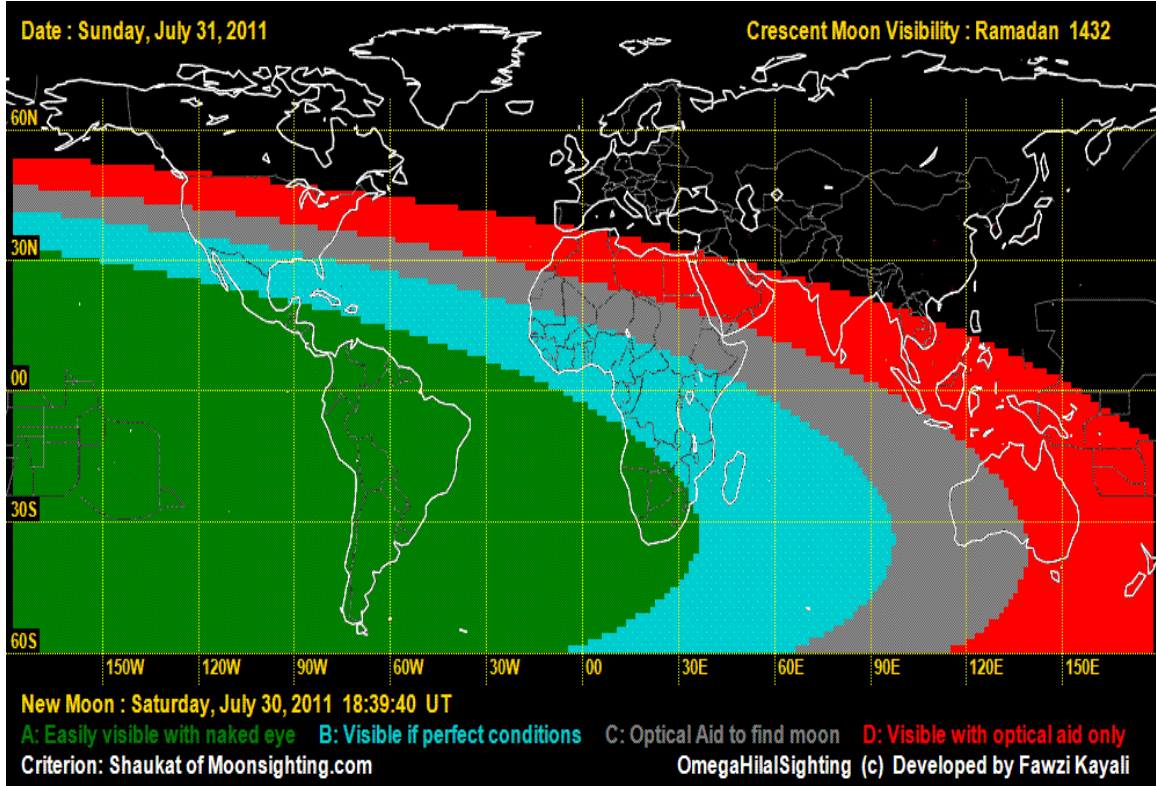 Date : Sunday, July 31, 2011
Crescent Moon Visibility : Ramadan 1432
60N
30N
00
30S
60S
150W 120W 90W 60W 30W 00 30E 60E 90E 120E 150E
New Moon : Saturday, July 30, 2011 18:39:40 UT
A: Easily visible with naked eye B: Visible if perfect conditions C: Optical Aid to find moon D: Visible with optical aid only
Criterion: Shaukat of Moonsighting.com OmegaHilalSighting (c) Developed by Fawzi Kayali